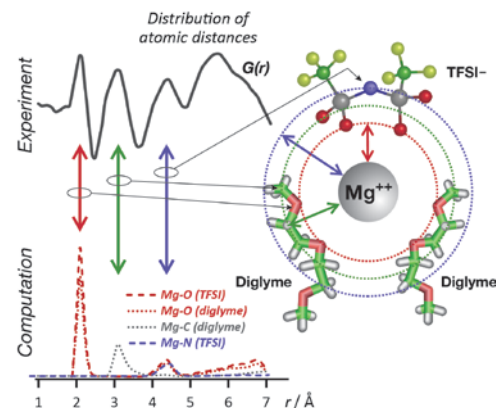 Distribution of
atomic distances
G(r)
TFSI−
Experiment
Mg++
Diglyme
Diglyme
Computation
Mg-O (TFSI)
Mg-O (diglyme)
Mg-C (diglyme)
Mg-N (TFSI)
1 2 3 4 5 6 7 r / Å